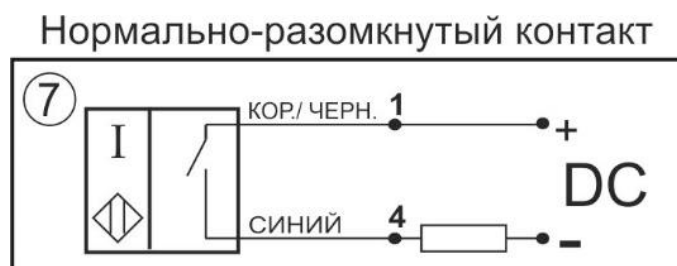 Нормально-разомкнутый контакт
7
КОР./ ЧЕРН. 1
+
I
DC
СИНИЙ 4
-